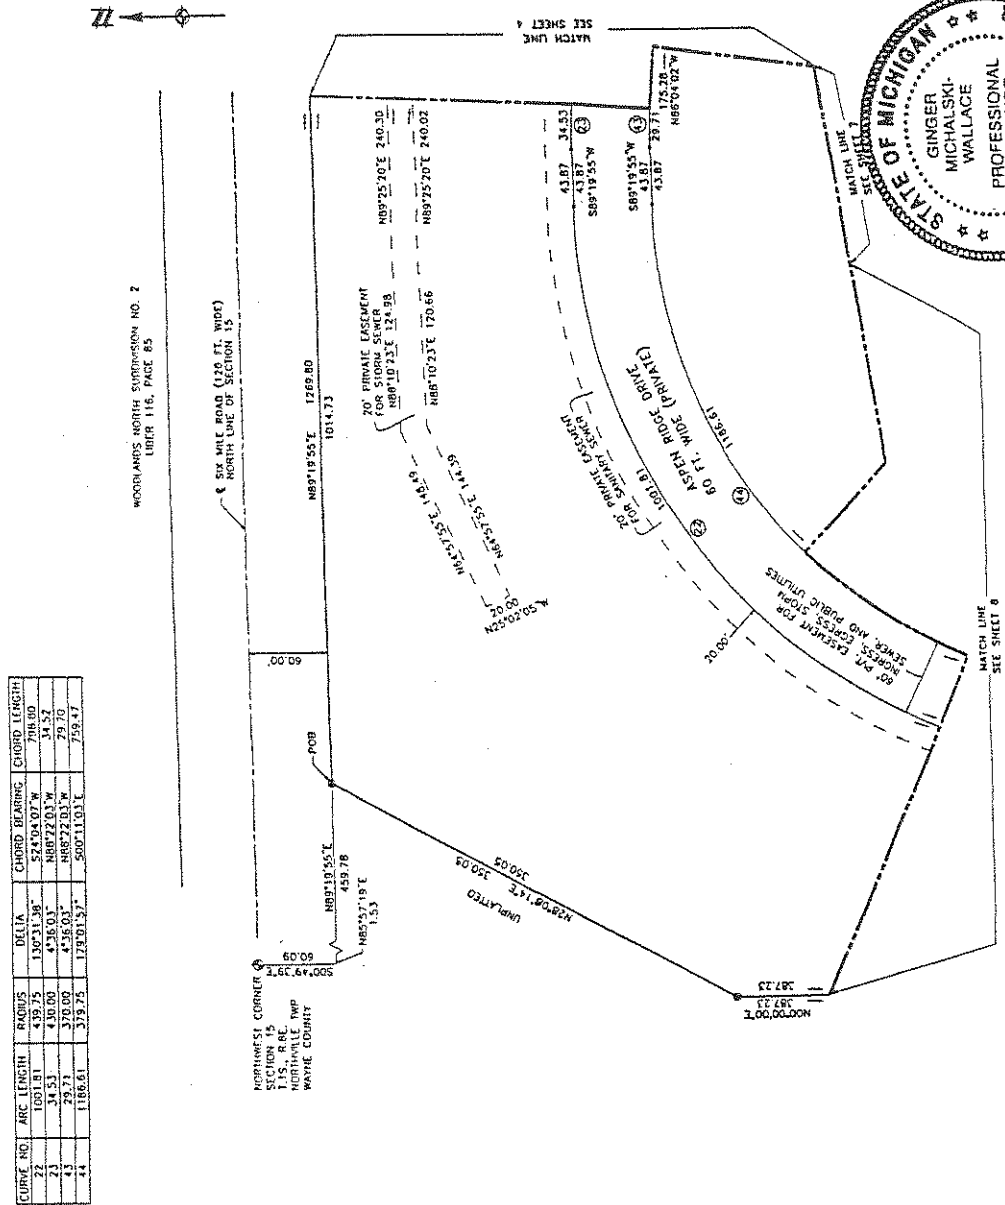 CURVE NO. ARC LENGTH RADIUS DELTA CHORD BEARING CHORD LENGTH
22 1001.81 439.75 130°31'38" S24°04'07"W 798.80
23 34.53 430.00 4°36'03" N88°22'03"W 34.52
43 29.71 370.00 4°36'03" N88°22'03"W 29.70
44 1186.61 379.75 179°01'57" S00°11'03"E 759.47
WOODLANDS NORTH SUBDIVISION NO. 2
LIBER 116, PAGE 85
℄ SIX MILE ROAD (120 FT. WIDE)
NORTH LINE OF SECTION 15
NORTHWEST CORNER
SECTION 15
T.1S., R.8E.
NORTHVILLE TWP
WAYNE COUNTY
S00°49'39"E
60.09
N89°19'55"E
459.78
N85°57'19"E
1.53
POB
60.00'
N89°19'55"E 1269.80
1014.73
MATCH LINE
SEE SHEET 4
UNPLATTED
N28°08'14"E 350.05
350.05
N00°00'00"E
387.23
387.23
20' PRIVATE EASEMENT
FOR STORM SEWER
N88°10'23"E 124.98
N89°25'20"E 240.30
N88°10'23"E 170.66
N89°25'20"E 240.02
N64°57'55"E 148.49
N64°57'55"E 144.39
20.00
N25°02'05"W
20' PRIVATE EASEMENT
FOR SANITARY SEWER
1001.81
22
ASPEN RIDGE DRIVE
60 FT. WIDE (PRIVATE)
1186.61
44
43.87 34.53
43.87 23
S89°19'55"W
S89°19'55"W 43
43.87 29.71
43.87
175.28
N86°04'02"W
20.00'
60' PVT. EASEMENT FOR
INGRESS, EGRESS, STORM
SEWER, AND PUBLIC UTILITIES
MATCH LINE
SEE SHEET 7
MATCH LINE
SEE SHEET 8
STATE OF MICHIGAN
GINGER
MICHALSKI-
WALLACE
PROFESSIONAL